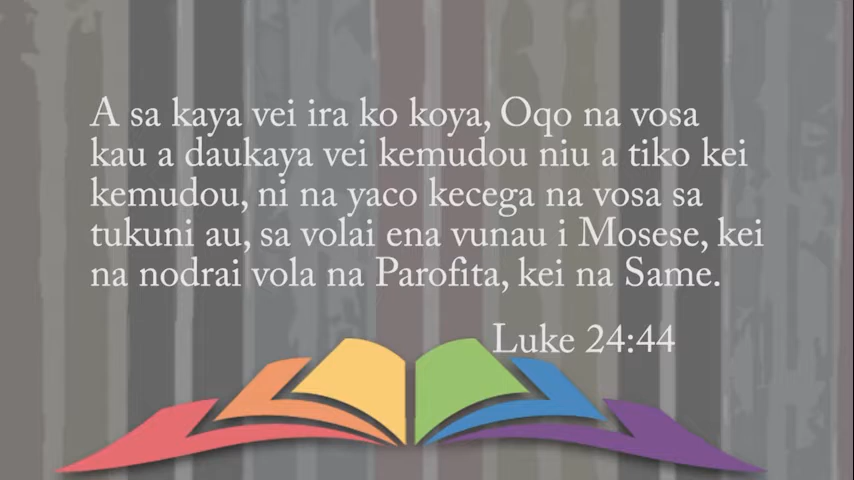 A sa kaya vei ira ko koya, Oqo na vosa
kau a daukaya vei kemudou niu a tiko kei
kemudou, ni na yaco kecega na vosa sa
tukuni au, sa volai ena vunau i Mosese, kei
na nodrai vola na Parofita, kei na Same.
Luke 24:44